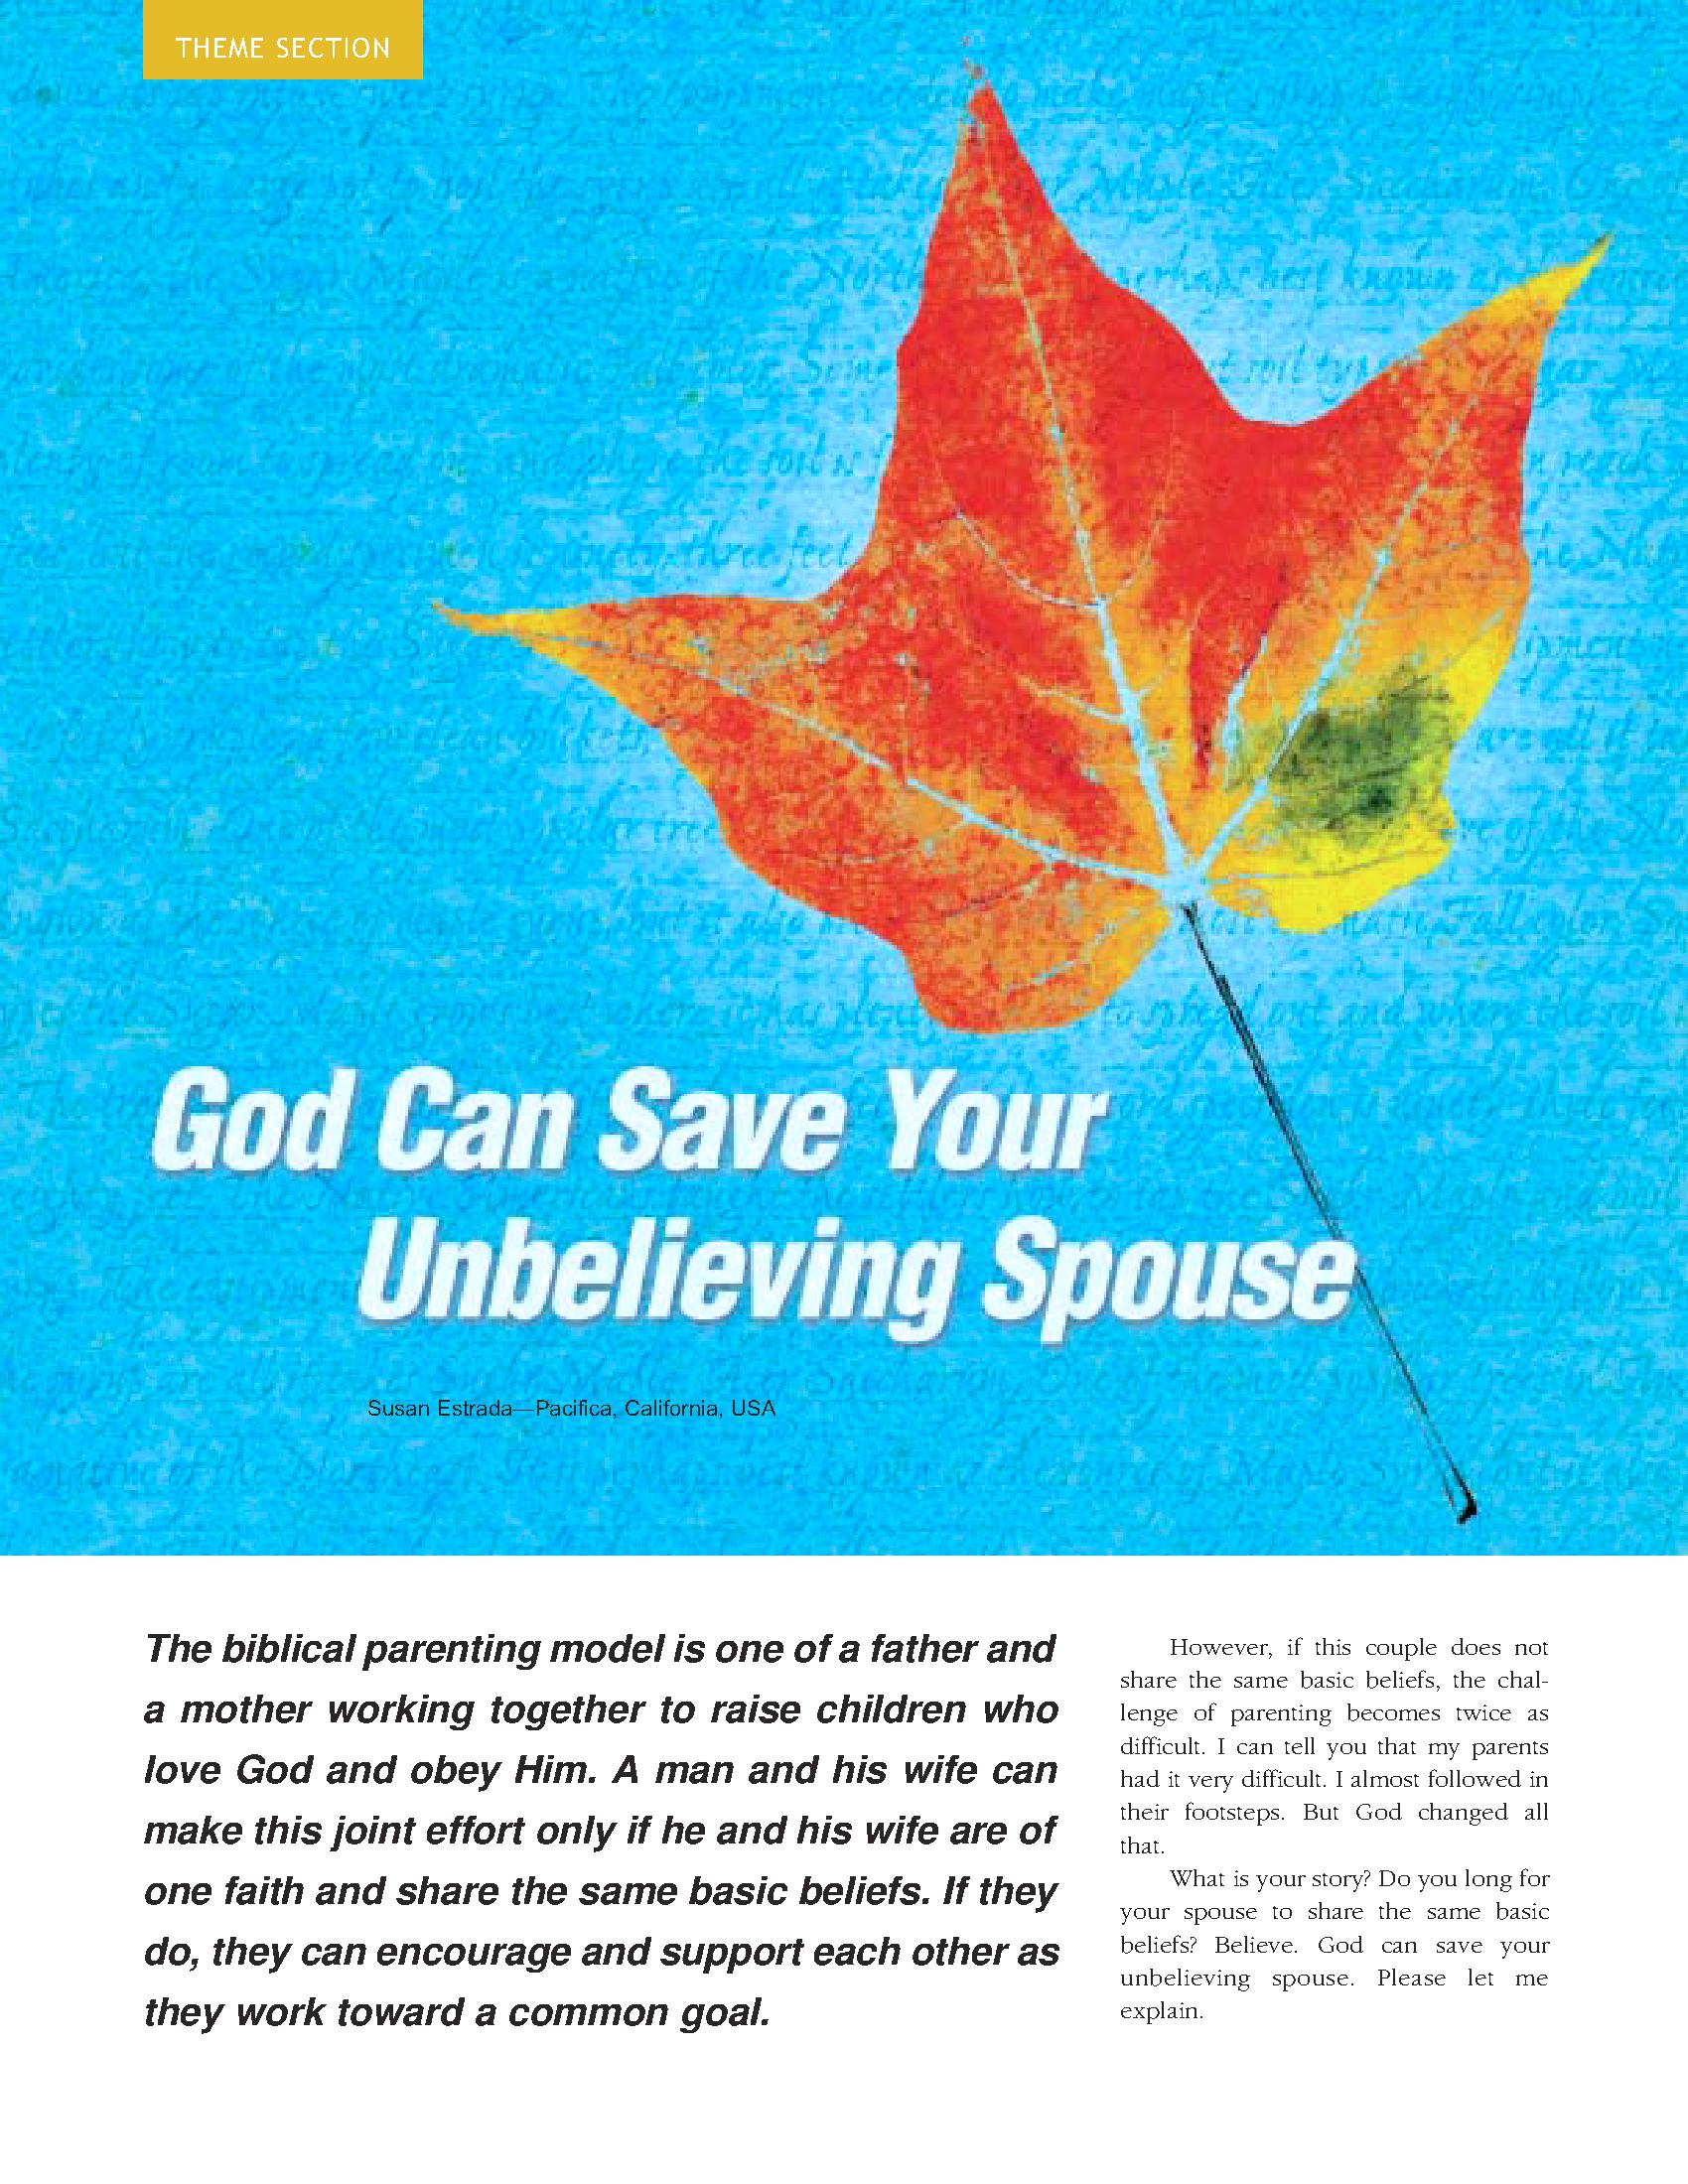 THEME SECTION
God Can Save Your
Unbelieving Spouse
Susan Estrada—Pacifica, California, USA
The biblical parenting model is one of a father and
a mother working together to raise children who
love God and obey Him. A man and his wife can
make this joint effort only if he and his wife are of
one faith and share the same basic beliefs. If they
do, they can encourage and support each other as
they work toward a common goal.
However, if this couple does not
share the same basic beliefs, the chal-
lenge of parenting becomes twice as
difficult. I can tell you that my parents
had it very difficult. I almost followed in
their footsteps. But God changed all
that.
What is your story? Do you long for
your spouse to share the same basic
beliefs? Believe. God can save your
unbelieving spouse. Please let me
explain.